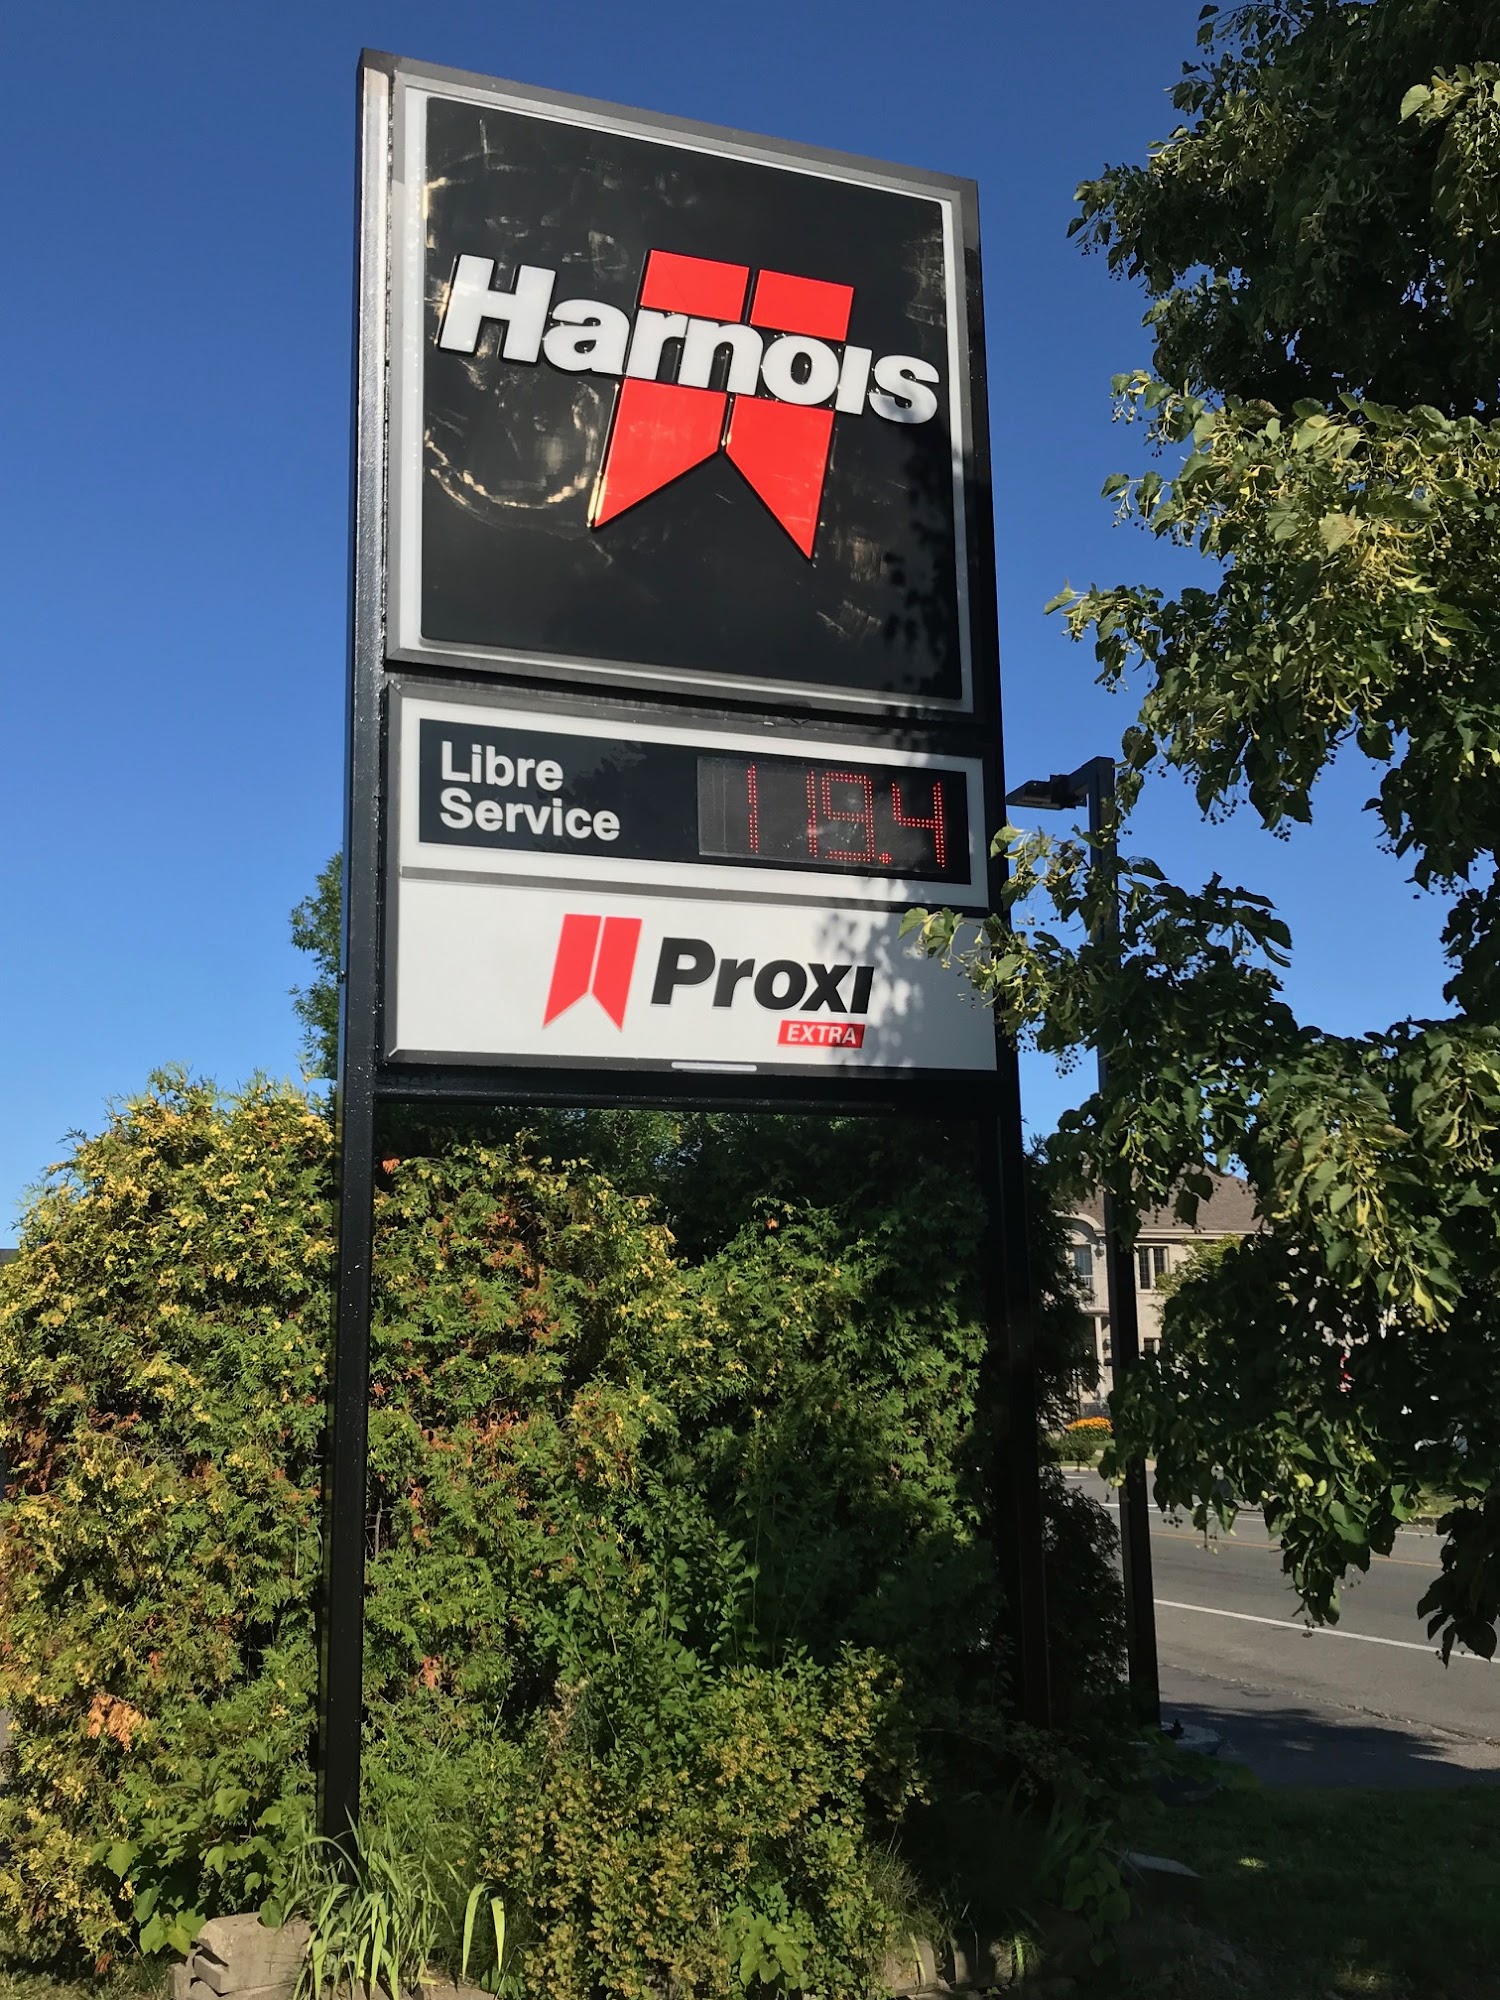 Harnois
Libre
Service
119.4
Proxi
EXTRA